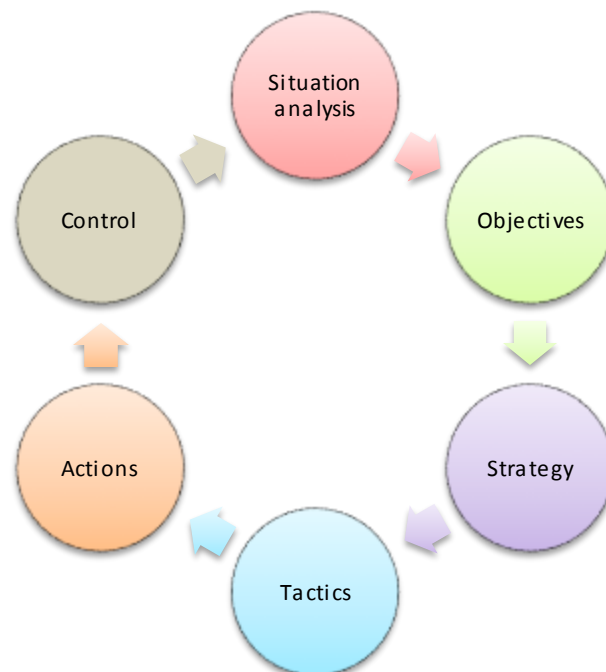 Situation
analysis
Objectives
Strategy
Tactics
Actions
Control